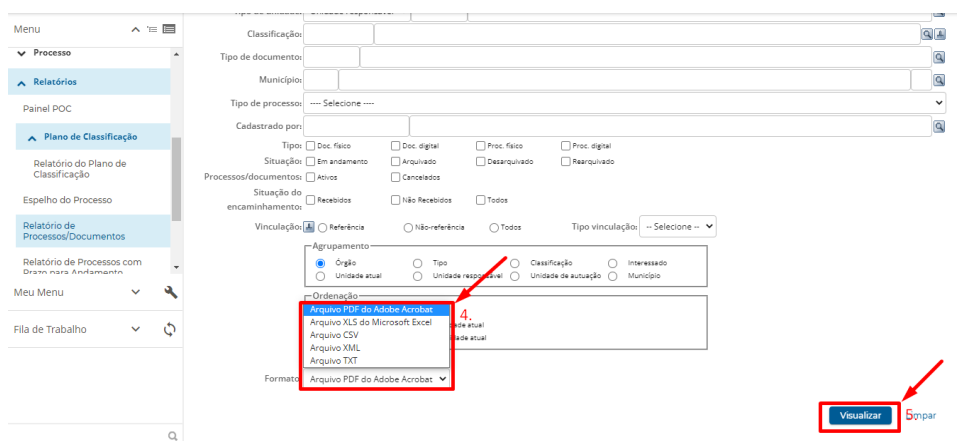 Menu
Processo
Relatórios
Painel POC
Plano de Classificação
Relatório do Plano de
Classificação
Espelho do Processo
Relatório de
Processos/Documentos
Relatório de Processos com
Prazo para Andamento
Meu Menu
Fila de Trabalho
Classificação:
Tipo de documento:
Município:
Tipo de processo: ---- Selecione ----
Cadastrado por:
Tipo: Doc. físico Doc. digital Proc. físico Proc. digital
Situação: Em andamento Arquivado Desarquivado Rearquivado
Processos/documentos: Ativos Cancelados
Situação do
encaminhamento: Recebidos Não Recebidos Todos
Vinculação: Referência Não-referência Todos Tipo vinculação: -- Selecione --
Agrupamento
Órgão Tipo Classificação Interessado
Unidade atual Unidade responsável Unidade de autuação Município
Ordenação
Arquivo PDF do Adobe Acrobat 4.
Arquivo XLS do Microsoft Excel
Arquivo CSV
Arquivo XML
Arquivo TXT
Formato: Arquivo PDF do Adobe Acrobat
Visualizar 5.